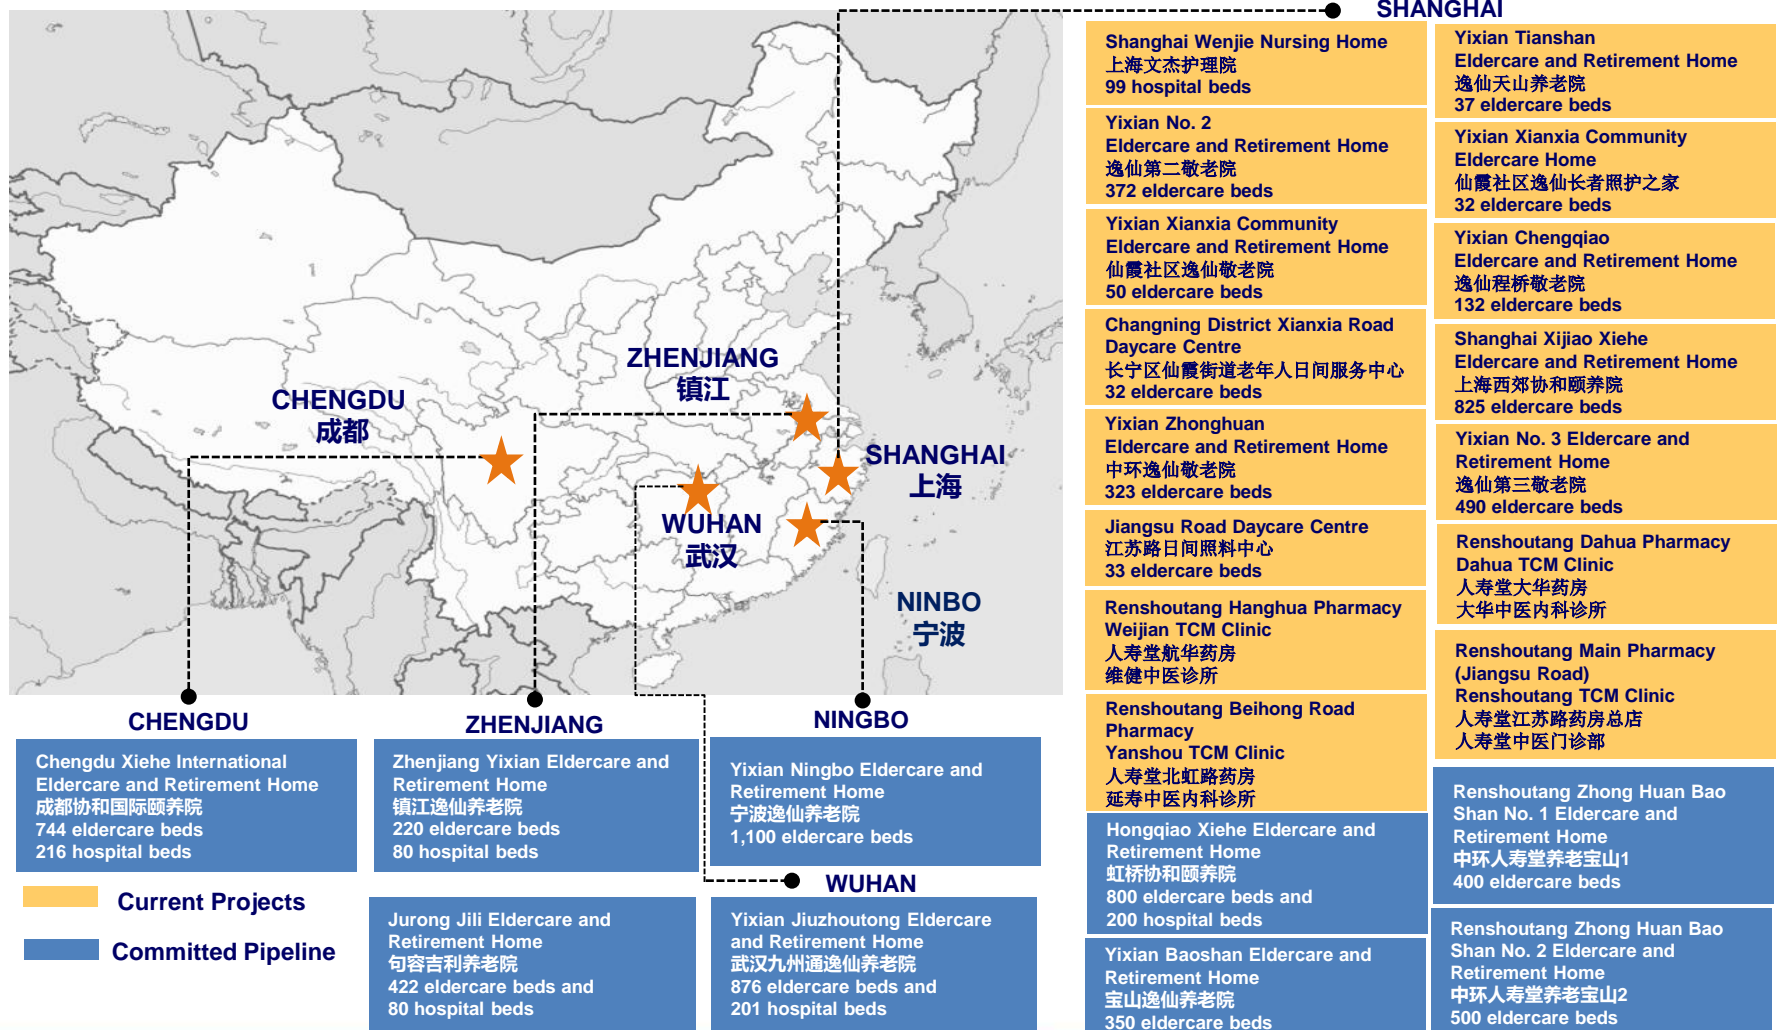 SHANGHAI
ZHENJIANG
镇江
CHENGDU
成都
SHANGHAI
上海
WUHAN
武汉
NINBO
宁波
Shanghai Wenjie Nursing Home
上海文杰护理院
99 hospital beds
Yixian No. 2
Eldercare and Retirement Home
逸仙第二敬老院
372 eldercare beds
Yixian Xianxia Community
Eldercare and Retirement Home
仙霞社区逸仙敬老院
50 eldercare beds
Changning District Xianxia Road
Daycare Centre
长宁区仙霞街道老年人日间服务中心
32 eldercare beds
Yixian Zhonghuan
Eldercare and Retirement Home
中环逸仙敬老院
323 eldercare beds
Jiangsu Road Daycare Centre
江苏路日间照料中心
33 eldercare beds
Renshoutang Hanghua Pharmacy
Weijian TCM Clinic
人寿堂航华药房
维健中医诊所
Renshoutang Beihong Road
Pharmacy
Yanshou TCM Clinic
人寿堂北虹路药房
延寿中医内科诊所
Hongqiao Xiehe Eldercare and
Retirement Home
虹桥协和颐养院
800 eldercare beds and
200 hospital beds
Yixian Baoshan Eldercare and
Retirement Home
宝山逸仙养老院
350 eldercare beds
Yixian Tianshan
Eldercare and Retirement Home
逸仙天山养老院
37 eldercare beds
Yixian Xianxia Community
Eldercare Home
仙霞社区逸仙长者照护之家
32 eldercare beds
Yixian Chengqiao
Eldercare and Retirement Home
逸仙程桥敬老院
132 eldercare beds
Shanghai Xijiao Xiehe
Eldercare and Retirement Home
上海西郊协和颐养院
825 eldercare beds
Yixian No. 3 Eldercare and
Retirement Home
逸仙第三敬老院
490 eldercare beds
Renshoutang Dahua Pharmacy
Dahua TCM Clinic
人寿堂大华药房
大华中医内科诊所
Renshoutang Main Pharmacy
(Jiangsu Road)
Renshoutang TCM Clinic
人寿堂江苏路药房总店
人寿堂中医门诊部
Renshoutang Zhong Huan Bao
Shan No. 1 Eldercare and
Retirement Home
中环人寿堂养老宝山1
400 eldercare beds
Renshoutang Zhong Huan Bao
Shan No. 2 Eldercare and
Retirement Home
中环人寿堂养老宝山2
500 eldercare beds
CHENGDU
Chengdu Xiehe International
Eldercare and Retirement Home
成都协和国际颐养院
744 eldercare beds
216 hospital beds
ZHENJIANG
Zhenjiang Yixian Eldercare and
Retirement Home
镇江逸仙养老院
220 eldercare beds
80 hospital beds
Jurong Jili Eldercare and
Retirement Home
句容吉利养老院
422 eldercare beds and
80 hospital beds
NINGBO
Yixian Ningbo Eldercare and
Retirement Home
宁波逸仙养老院
1,100 eldercare beds
WUHAN
Yixian Jiuzhoutong Eldercare
and Retirement Home
武汉九州通逸仙养老院
876 eldercare beds and
201 hospital beds
Current Projects
Committed Pipeline